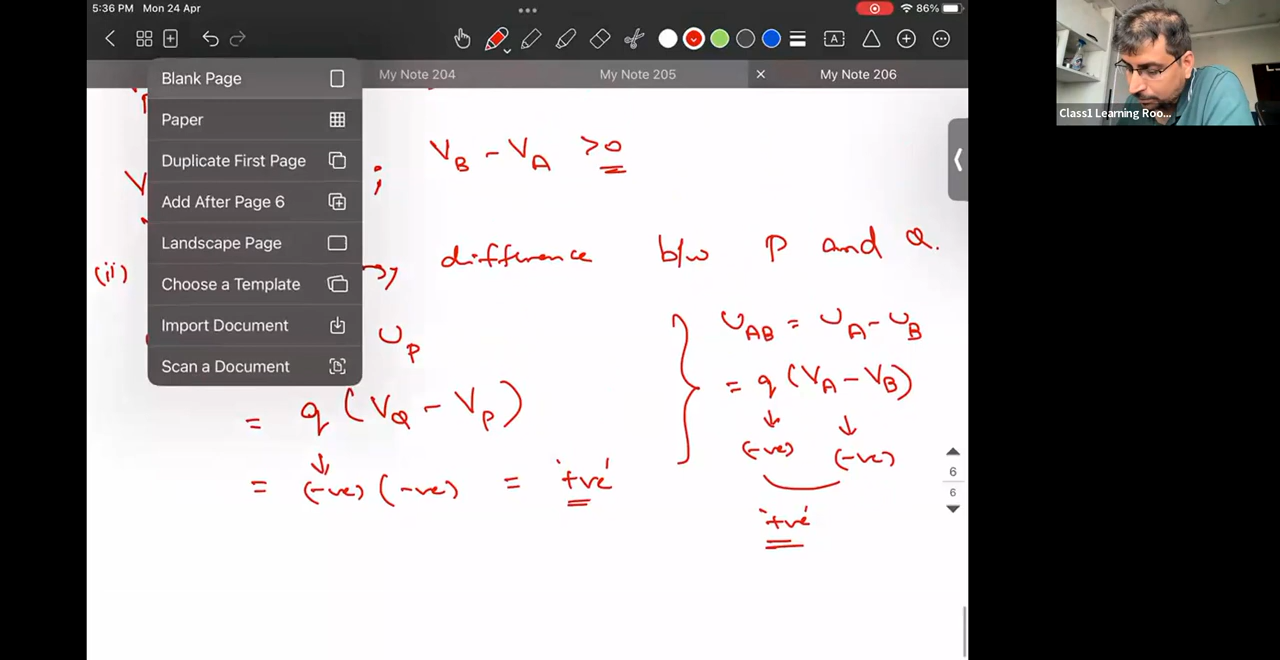 5:36 PM Mon 24 Apr
86%
My Note 204
My Note 205
My Note 206
Class1 Learning Roo...
Blank Page
Paper
Duplicate First Page
Add After Page 6
Landscape Page
Choose a Template
Import Document
Scan a Document
V ; V_B - V_A > 0
(ii) difference b/w P and Q.
U_P
= q (V_Q - V_P)
↓
= (-ve) (-ve) = '+ve'
U_AB = U_A - U_B
= q (V_A - V_B)
↓ ↓
(-ve) (-ve)
'+ve'
6
6